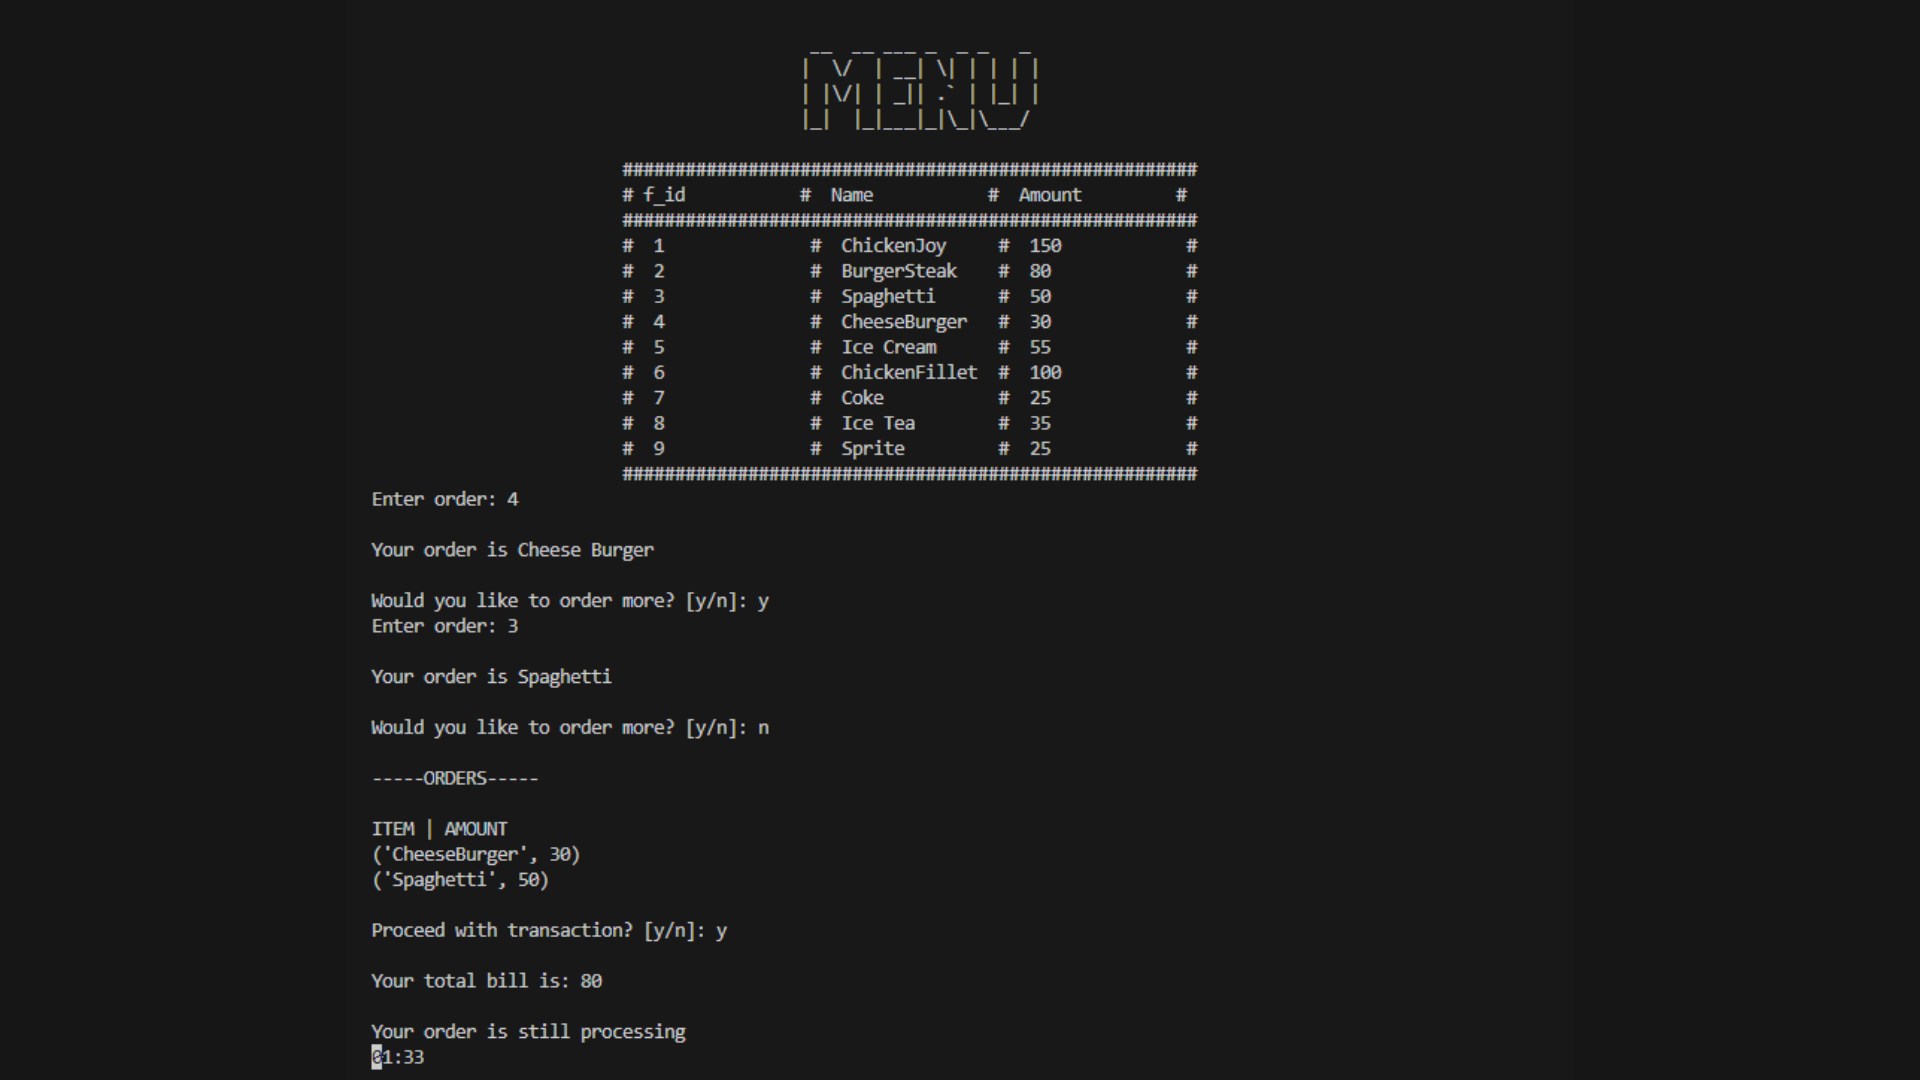 MENU
#######################################################
# f_id           #  Name           #  Amount         #
#######################################################
#  1              #  ChickenJoy     #  150            #
#  2              #  BurgerSteak    #  80             #
#  3              #  Spaghetti      #  50             #
#  4              #  CheeseBurger   #  30             #
#  5              #  Ice Cream      #  55             #
#  6              #  ChickenFillet  #  100            #
#  7              #  Coke           #  25             #
#  8              #  Ice Tea        #  35             #
#  9              #  Sprite         #  25             #
#######################################################
Enter order: 4
Your order is Cheese Burger
Would you like to order more? [y/n]: y
Enter order: 3
Your order is Spaghetti
Would you like to order more? [y/n]: n
-----ORDERS-----
ITEM | AMOUNT
('CheeseBurger', 30)
('Spaghetti', 50)
Proceed with transaction? [y/n]: y
Your total bill is: 80
Your order is still processing
01:33